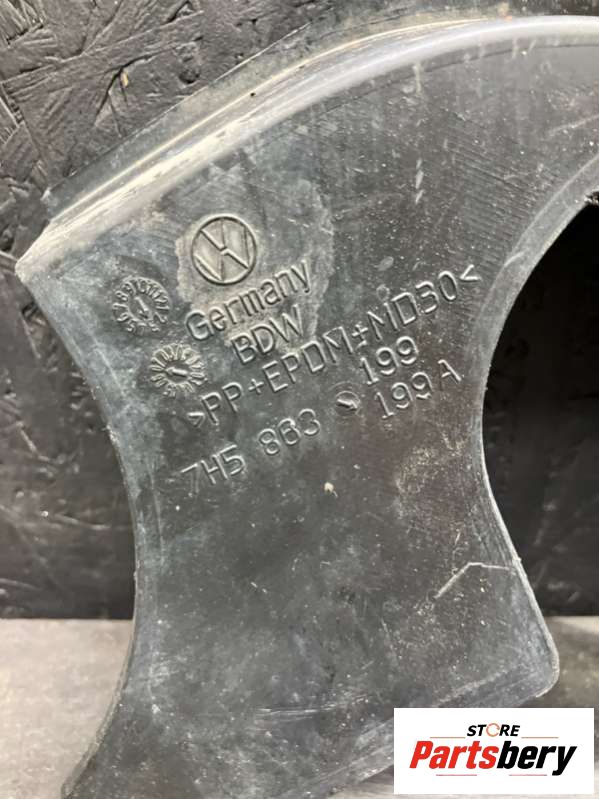 Germany
BDW
>PP+EPDM+MD30<
199
7H5 863 199A
STORE
Partsbery